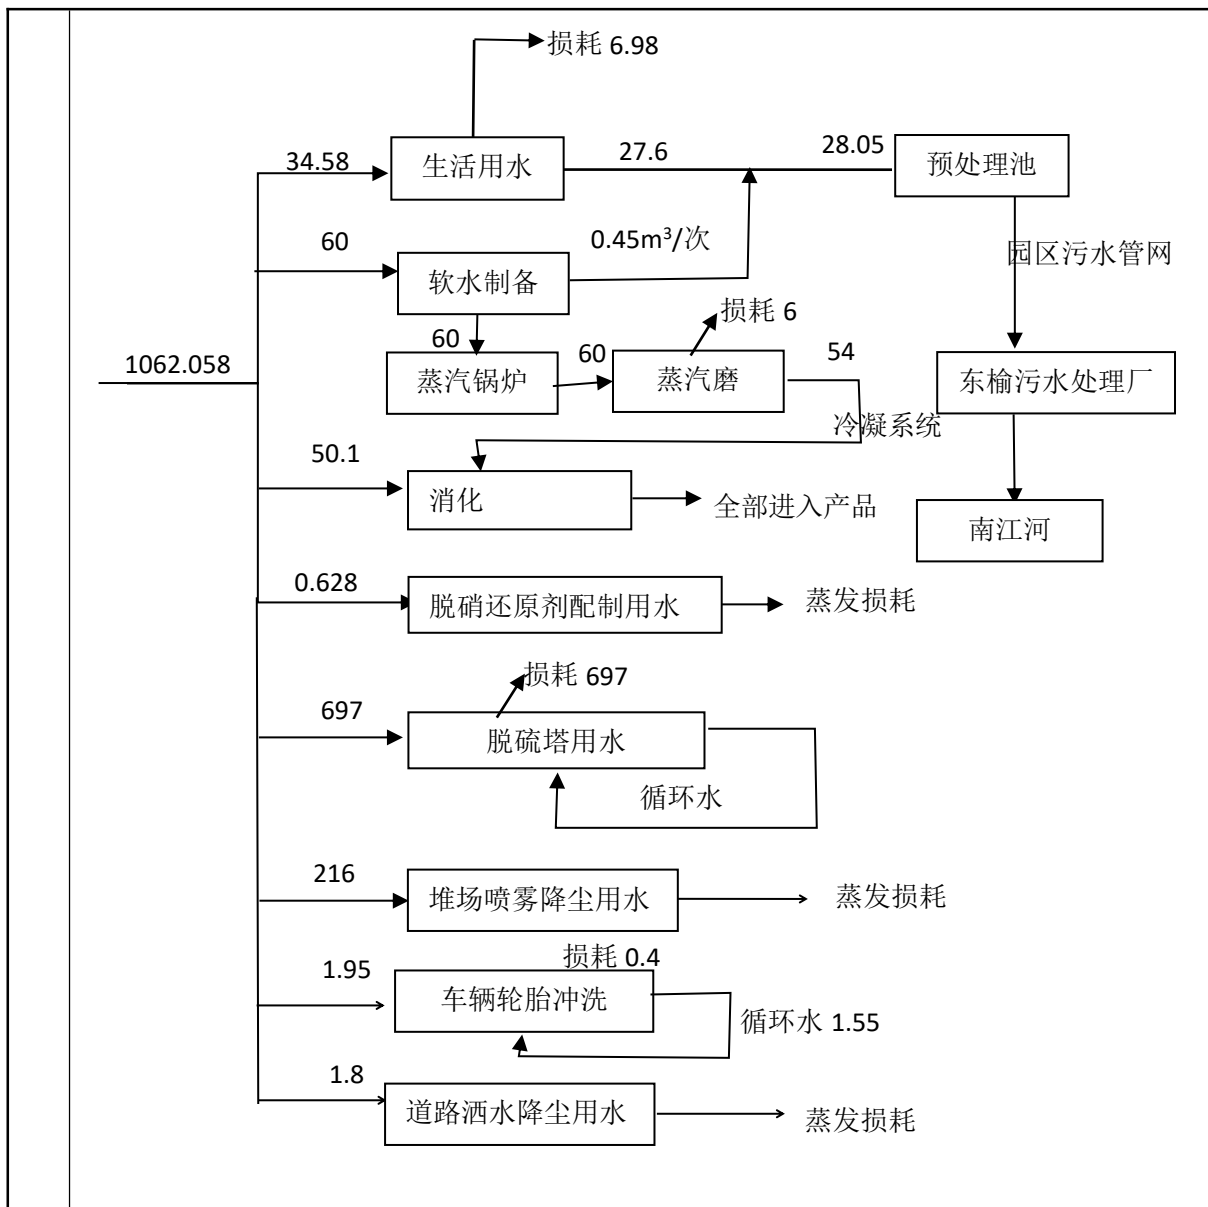 损耗 6.98
34.58
生活用水
27.6
28.05
预处理池
60
软水制备
0.45m³/次
园区污水管网
损耗 6
1062.058
60
蒸汽锅炉
60
蒸汽磨
54
东榆污水处理厂
冷凝系统
50.1
消化
全部进入产品
南江河
0.628
脱硝还原剂配制用水
蒸发损耗
损耗 697
697
脱硫塔用水
循环水
216
堆场喷雾降尘用水
蒸发损耗
损耗 0.4
1.95
车辆轮胎冲洗
循环水 1.55
1.8
道路洒水降尘用水
蒸发损耗